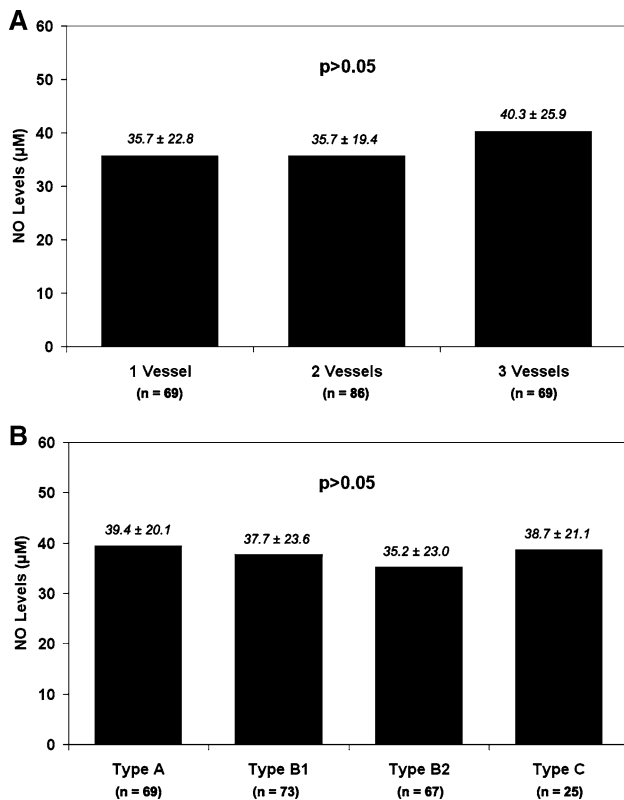 A
60
p>0.05
50
40.3 ± 25.9
40
35.7 ± 22.8 35.7 ± 19.4
30
20
10
0
NO Levels (µM)
1 Vessel 2 Vessels 3 Vessels
(n = 69) (n = 86) (n = 69)
B
60
p>0.05
50
39.4 ± 20.1 37.7 ± 23.6 35.2 ± 23.0 38.7 ± 21.1
40
30
20
10
0
NO Levels (µM)
Type A Type B1 Type B2 Type C
(n = 69) (n = 73) (n = 67) (n = 25)